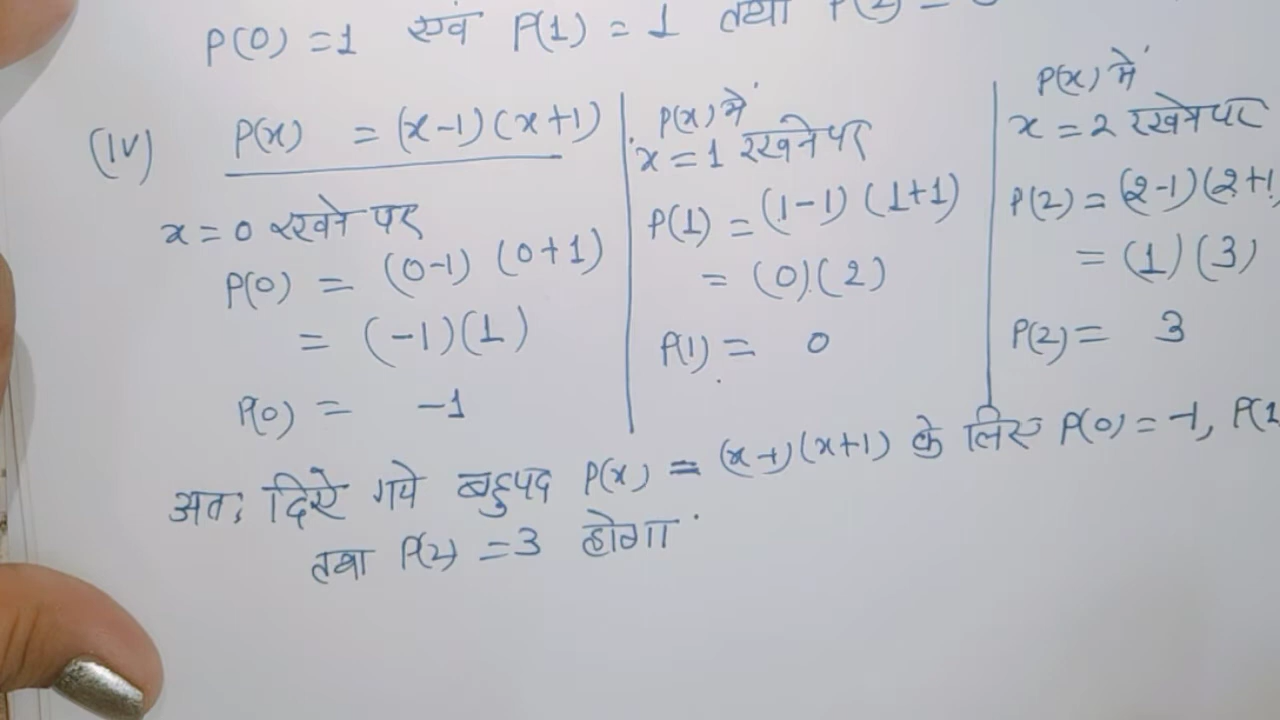 P(0) = 1 एवं P(1) = 1 तथा P(2) =
(iv) P(x) = (x-1)(x+1)
x = 0 रखने पर
P(0) = (0-1) (0+1)
= (-1)(1)
P(0) = -1
P(x) में
x = 1 रखने पर
P(1) = (1-1) (1+1)
= (0)(2)
P(1) = 0
P(x) में
x = 2 रखने पर
P(2) = (2-1)(2+1)
= (1)(3)
P(2) = 3
अतः दिऐ गये बहुपद P(x) = (x-1)(x+1) के लिए P(0) = -1,
तथा P(2) = 3 होगा